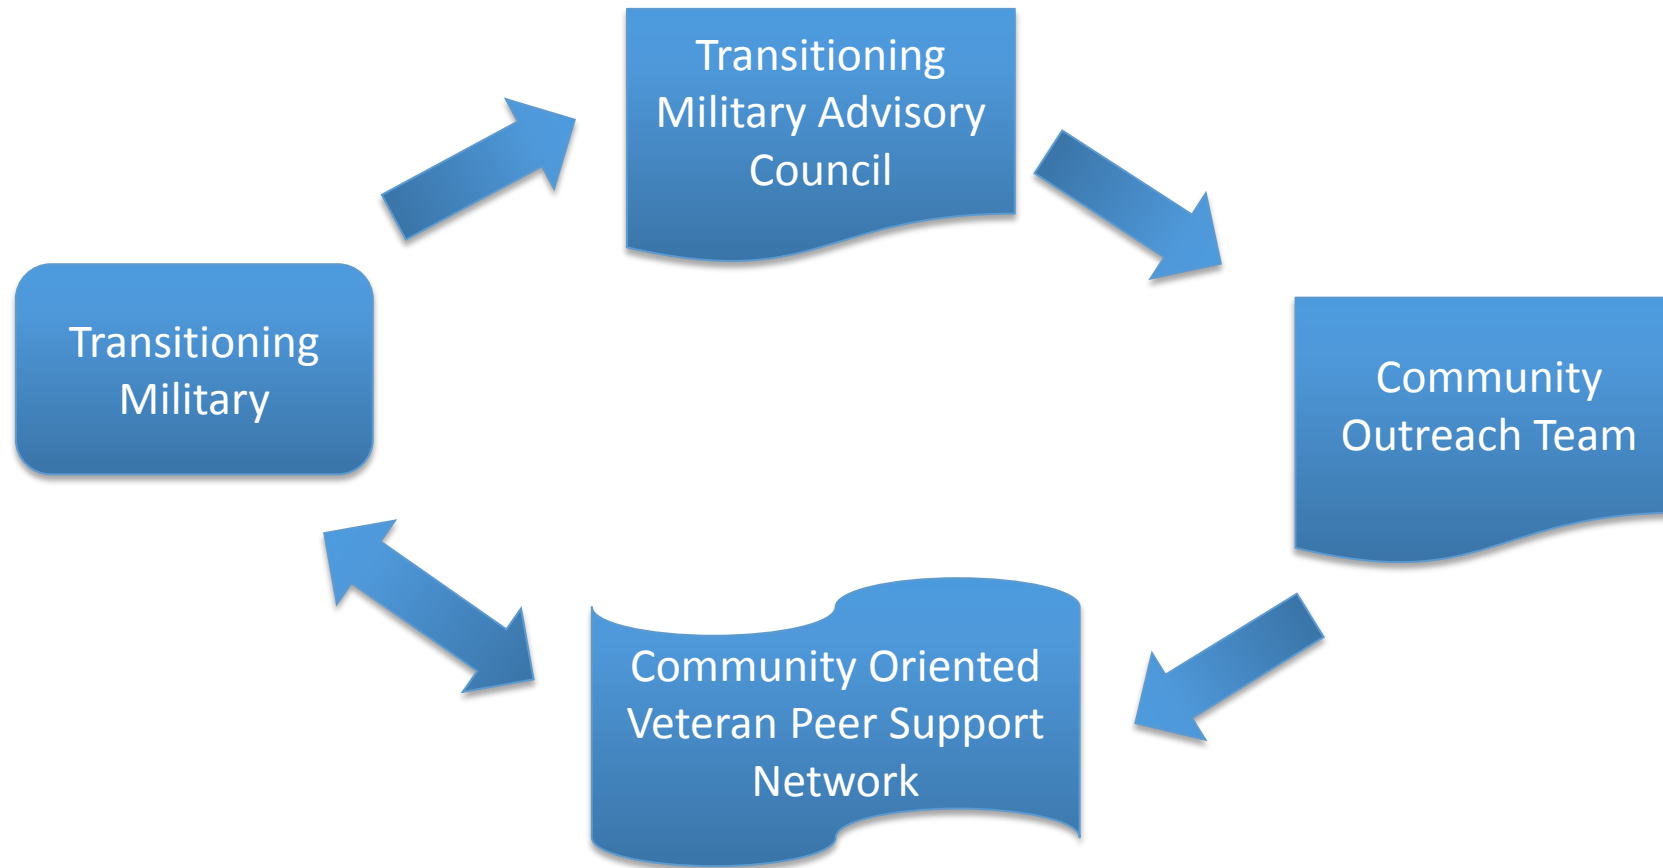 Transitioning
Military Advisory
Council
Transitioning
Military
Community
Outreach Team
Community Oriented
Veteran Peer Support
Network